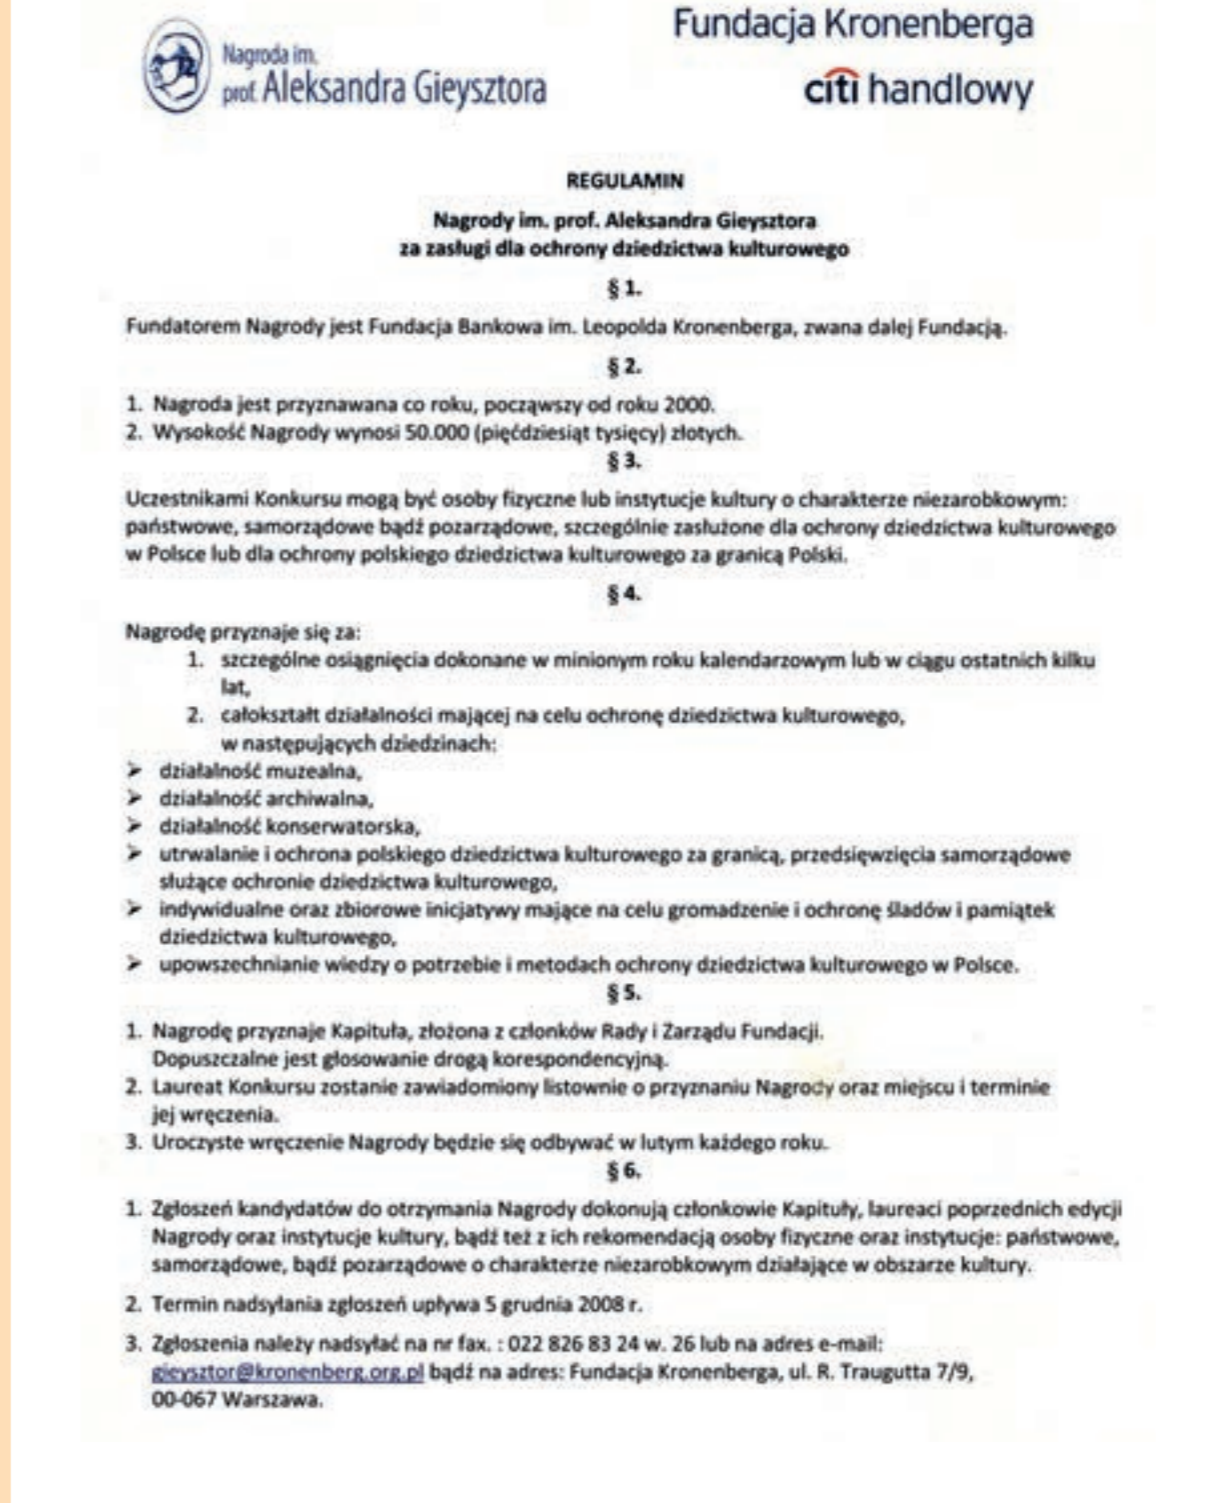 Nagroda im.
prof. Aleksandra Gieysztora
Fundacja Kronenberga
citi handlowy
REGULAMIN
Nagrody im. prof. Aleksandra Gieysztora
za zasługi dla ochrony dziedzictwa kulturowego
§ 1.
Fundatorem Nagrody jest Fundacja Bankowa im. Leopolda Kronenberga, zwana dalej Fundacją.
§ 2.
1. Nagroda jest przyznawana co roku, począwszy od roku 2000.
2. Wysokość Nagrody wynosi 50.000 (pięćdziesiąt tysięcy) złotych.
§ 3.
Uczestnikami Konkursu mogą być osoby fizyczne lub instytucje kultury o charakterze niezarobkowym:
państwowe, samorządowe bądź pozarządowe, szczególnie zasłużone dla ochrony dziedzictwa kulturowego
w Polsce lub dla ochrony polskiego dziedzictwa kulturowego za granicą Polski.
§ 4.
Nagrodę przyznaje się za:
1. szczególne osiągnięcia dokonane w minionym roku kalendarzowym lub w ciągu ostatnich kilku
lat,
2. całokształt działalności mającej na celu ochronę dziedzictwa kulturowego,
w następujących dziedzinach:
➢ działalność muzealna,
➢ działalność archiwalna,
➢ działalność konserwatorska,
➢ utrwalanie i ochrona polskiego dziedzictwa kulturowego za granicą, przedsięwzięcia samorządowe
służące ochronie dziedzictwa kulturowego,
➢ indywidualne oraz zbiorowe inicjatywy mające na celu gromadzenie i ochronę śladów i pamiątek
dziedzictwa kulturowego,
➢ upowszechnianie wiedzy o potrzebie i metodach ochrony dziedzictwa kulturowego w Polsce.
§ 5.
1. Nagrodę przyznaje Kapituła, złożona z członków Rady i Zarządu Fundacji.
Dopuszczalne jest głosowanie drogą korespondencyjną.
2. Laureat Konkursu zostanie zawiadomiony listownie o przyznaniu Nagrody oraz miejscu i terminie
jej wręczenia.
3. Uroczyste wręczenie Nagrody będzie się odbywać w lutym każdego roku.
§ 6.
1. Zgłoszeń kandydatów do otrzymania Nagrody dokonują członkowie Kapituły, laureaci poprzednich edycji
Nagrody oraz instytucje kultury, bądź też z ich rekomendacją osoby fizyczne oraz instytucje: państwowe,
samorządowe, bądź pozarządowe o charakterze niezarobkowym działające w obszarze kultury.
2. Termin nadsyłania zgłoszeń upływa 5 grudnia 2008 r.
3. Zgłoszenia należy nadsyłać na nr fax. : 022 826 83 24 w. 26 lub na adres e-mail:
gieysztor@kronenberg.org.pl bądź na adres: Fundacja Kronenberga, ul. R. Traugutta 7/9,
00-067 Warszawa.